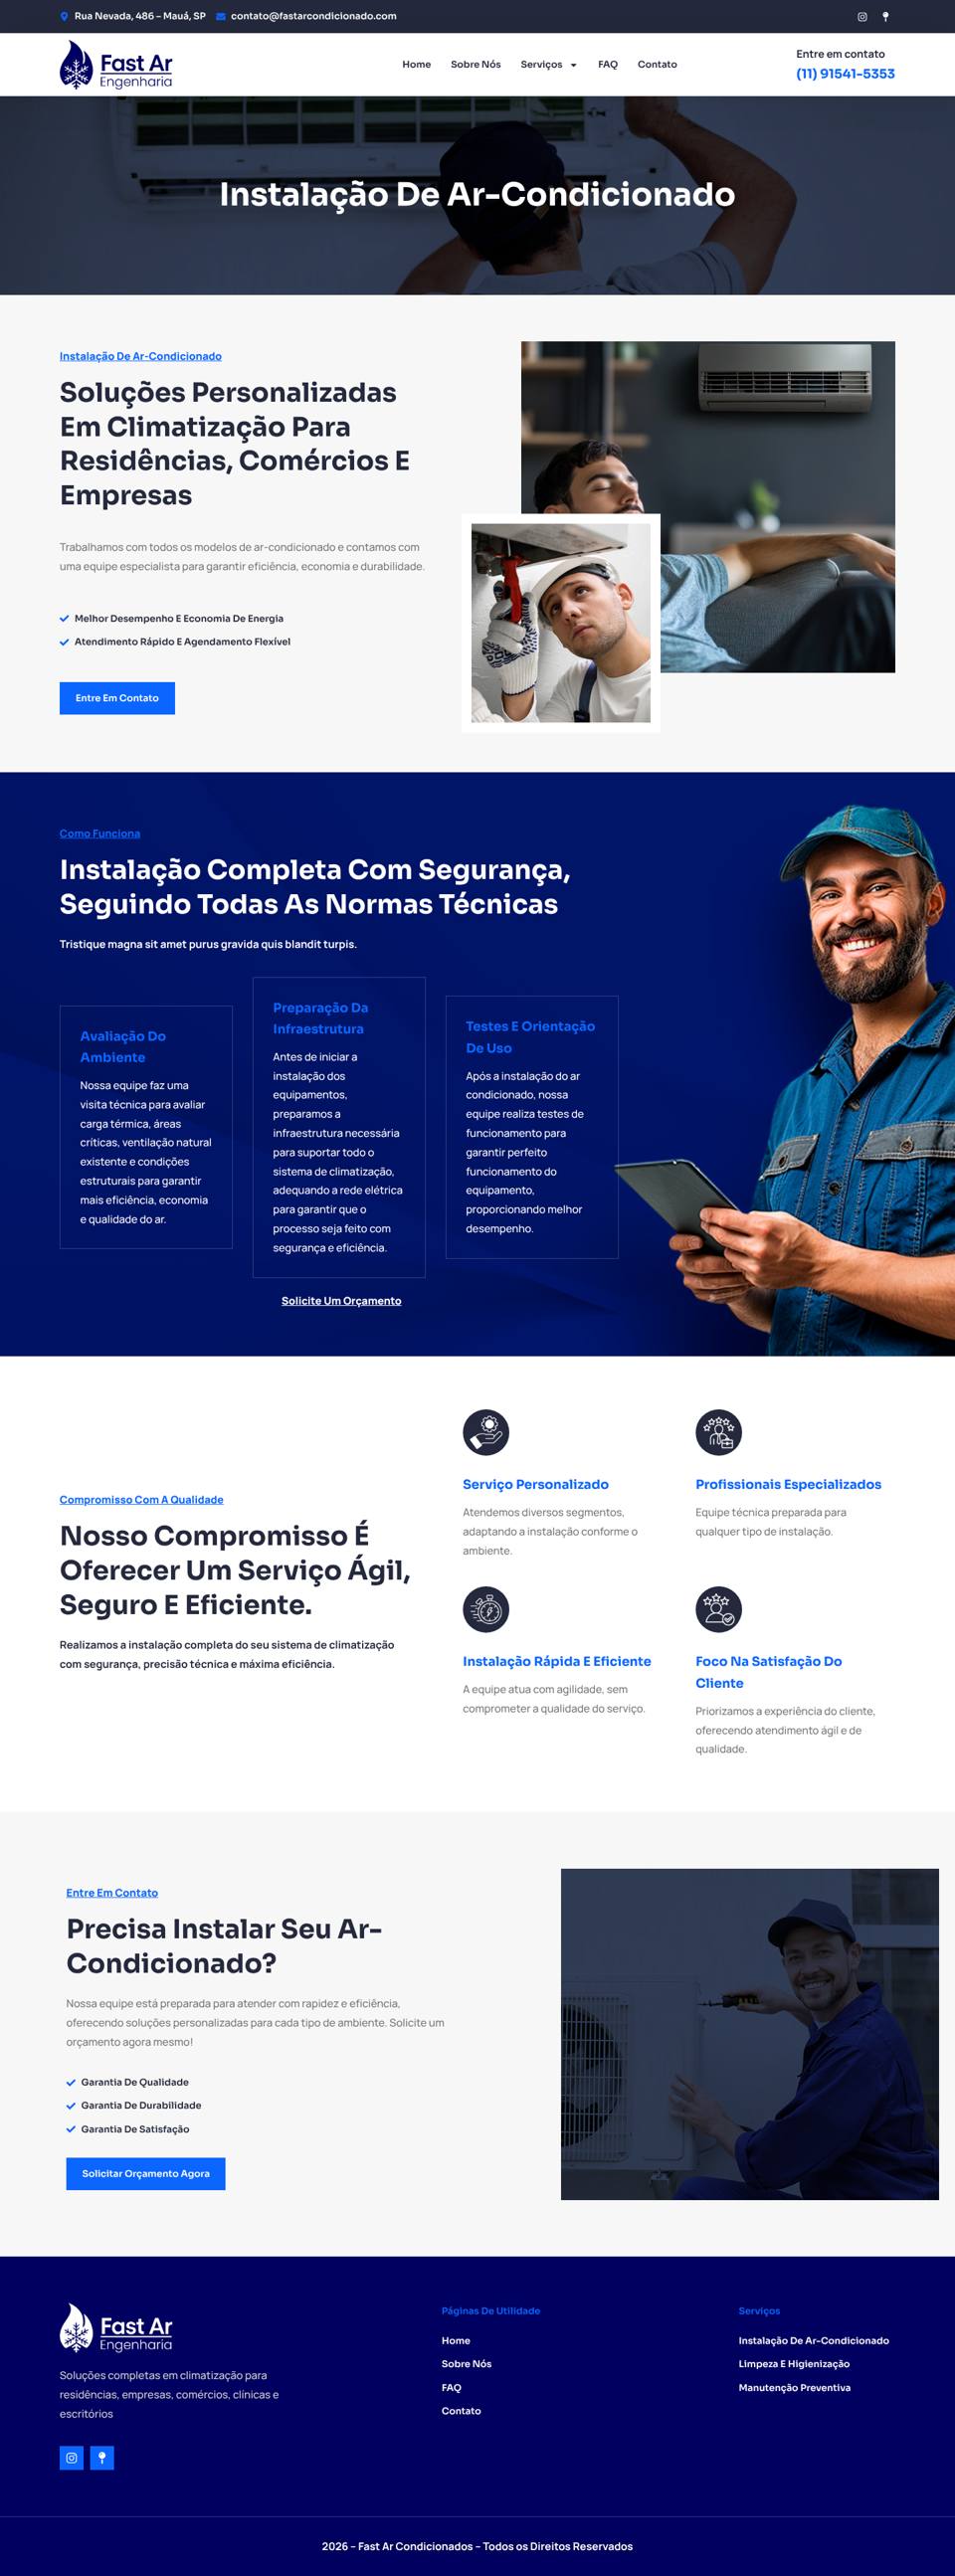 Rua Nevada, 486 – Mauá, SP contato@fastarcondicionado.com
Fast Ar
Engenharia
Home Sobre Nós Serviços FAQ Contato
Entre em contato
(11) 91541-5353
Instalação De Ar-Condicionado
Instalação De Ar-Condicionado
Soluções Personalizadas
Em Climatização Para
Residências, Comércios E
Empresas
Trabalhamos com todos os modelos de ar-condicionado e contamos com
uma equipe especialista para garantir eficiência, economia e durabilidade.
Melhor Desempenho E Economia De Energia
Atendimento Rápido E Agendamento Flexível
Entre Em Contato
Como Funciona
Instalação Completa Com Segurança,
Seguindo Todas As Normas Técnicas
Tristique magna sit amet purus gravida quis blandit turpis.
Avaliação Do
Ambiente
Nossa equipe faz uma
visita técnica para avaliar
carga térmica, áreas
críticas, ventilação natural
existente e condições
estruturais para garantir
mais eficiência, economia
e qualidade do ar.
Preparação Da
Infraestrutura
Antes de iniciar a
instalação dos
equipamentos,
preparamos a
infraestrutura necessária
para suportar todo o
sistema de climatização,
adequando a rede elétrica
para garantir que o
processo seja feito com
segurança e eficiência.
Testes E Orientação
De Uso
Após a instalação do ar
condicionado, nossa
equipe realiza testes de
funcionamento para
garantir perfeito
funcionamento do
equipamento,
proporcionando melhor
desempenho.
Solicite Um Orçamento
Compromisso Com A Qualidade
Nosso Compromisso É
Oferecer Um Serviço Ágil,
Seguro E Eficiente.
Realizamos a instalação completa do seu sistema de climatização
com segurança, precisão técnica e máxima eficiência.
Serviço Personalizado
Atendemos diversos segmentos,
adaptando a instalação conforme o
ambiente.
Profissionais Especializados
Equipe técnica preparada para
qualquer tipo de instalação.
Instalação Rápida E Eficiente
A equipe atua com agilidade, sem
comprometer a qualidade do serviço.
Foco Na Satisfação Do
Cliente
Priorizamos a experiência do cliente,
oferecendo atendimento ágil e de
qualidade.
Entre Em Contato
Precisa Instalar Seu Ar-
Condicionado?
Nossa equipe está preparada para atender com rapidez e eficiência,
oferecendo soluções personalizadas para cada tipo de ambiente. Solicite um
orçamento agora mesmo!
Garantia De Qualidade
Garantia De Durabilidade
Garantia De Satisfação
Solicitar Orçamento Agora
Fast Ar
Engenharia
Soluções completas em climatização para
residências, empresas, comércios, clínicas e
escritórios
Páginas De Utilidade
Home
Sobre Nós
FAQ
Contato
Serviços
Instalação De Ar-Condicionado
Limpeza E Higienização
Manutenção Preventiva
2026 – Fast Ar Condicionados – Todos os Direitos Reservados